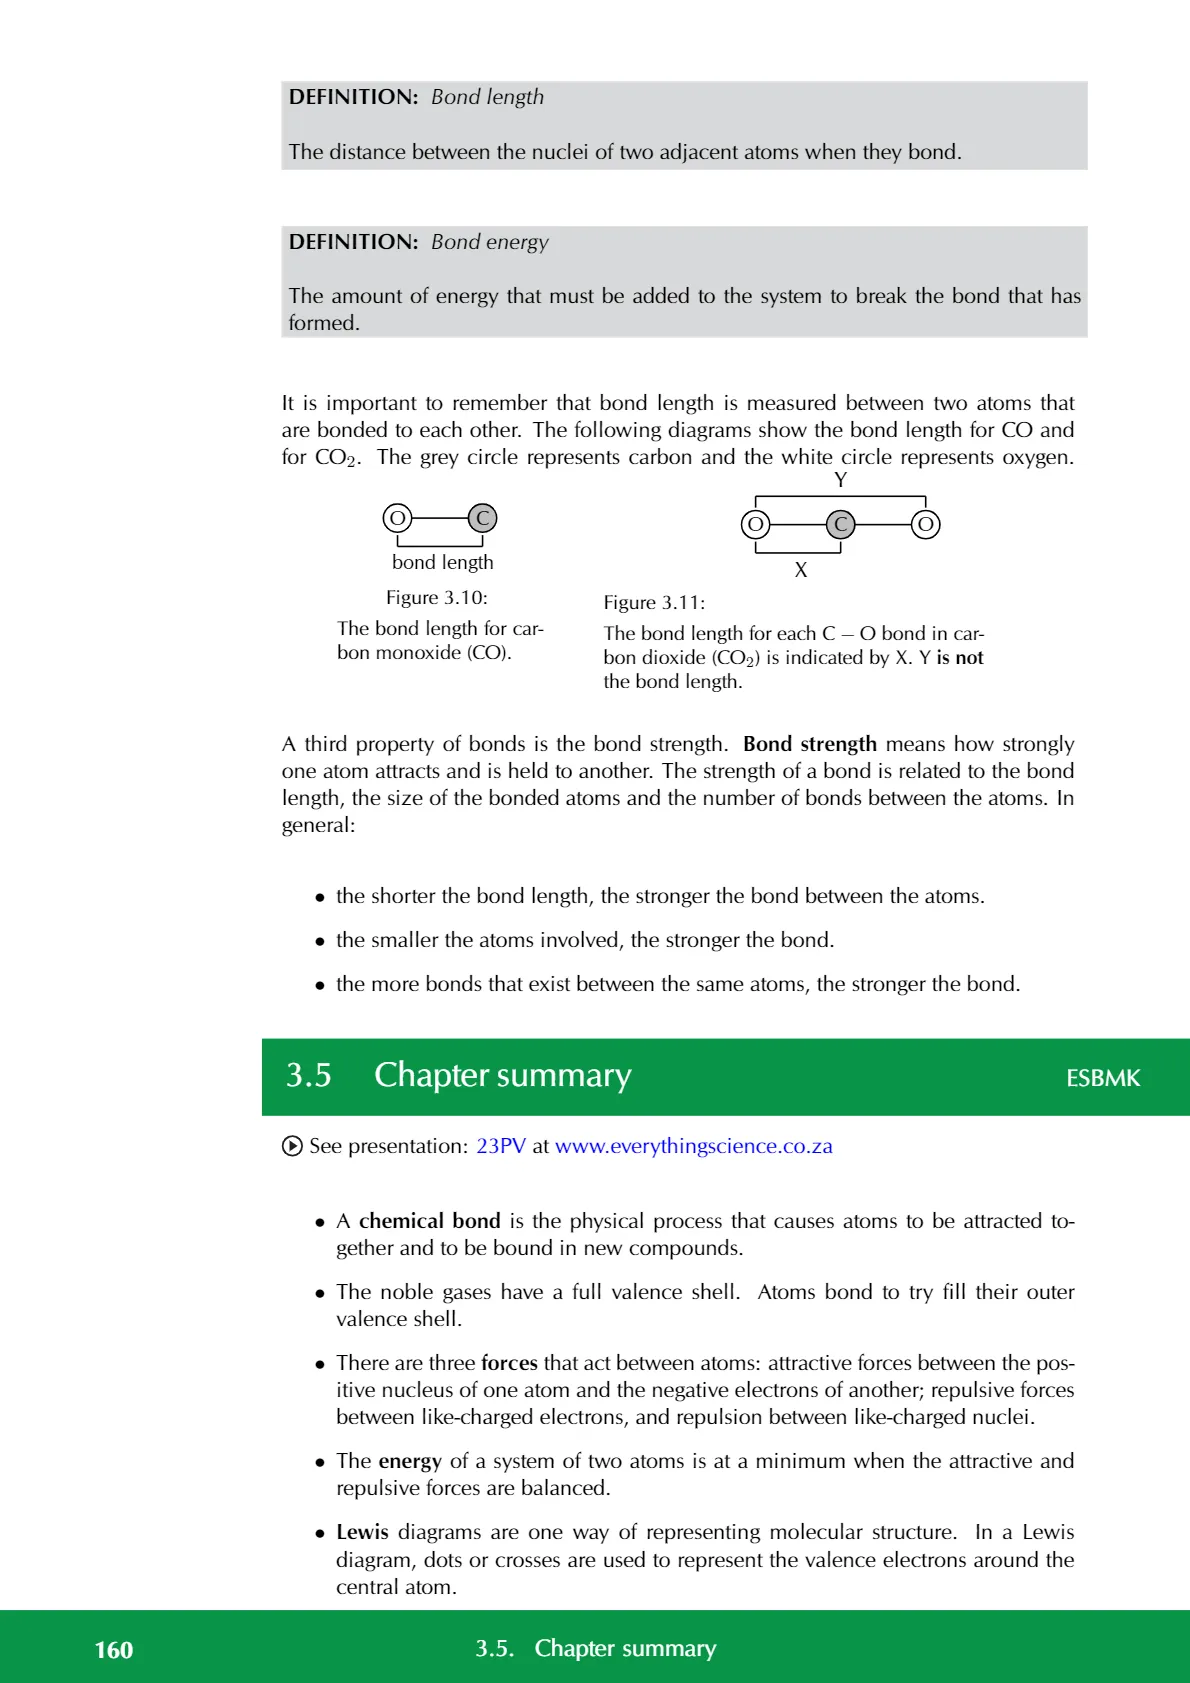 DEFINITION: Bond length
The distance between the nuclei of two adjacent atoms when they bond.
DEFINITION: Bond energy
The amount of energy that must be added to the system to break the bond that has
formed.
It is important to remember that bond length is measured between two atoms that
are bonded to each other. The following diagrams show the bond length for CO and
for CO₂. The grey circle represents carbon and the white circle represents oxygen.
O C
bond length
Figure 3.10:
The bond length for car-
bon monoxide (CO).
Y
O C O
X
Figure 3.11:
The bond length for each C − O bond in car-
bon dioxide (CO₂) is indicated by X. Y is not
the bond length.
A third property of bonds is the bond strength. Bond strength means how strongly
one atom attracts and is held to another. The strength of a bond is related to the bond
length, the size of the bonded atoms and the number of bonds between the atoms. In
general:
• the shorter the bond length, the stronger the bond between the atoms.
• the smaller the atoms involved, the stronger the bond.
• the more bonds that exist between the same atoms, the stronger the bond.
3.5 Chapter summary ESBMK
See presentation: 23PV at www.everythingscience.co.za
• A chemical bond is the physical process that causes atoms to be attracted to-
gether and to be bound in new compounds.
• The noble gases have a full valence shell. Atoms bond to try fill their outer
valence shell.
• There are three forces that act between atoms: attractive forces between the pos-
itive nucleus of one atom and the negative electrons of another; repulsive forces
between like-charged electrons, and repulsion between like-charged nuclei.
• The energy of a system of two atoms is at a minimum when the attractive and
repulsive forces are balanced.
• Lewis diagrams are one way of representing molecular structure. In a Lewis
diagram, dots or crosses are used to represent the valence electrons around the
central atom.
160 3.5. Chapter summary